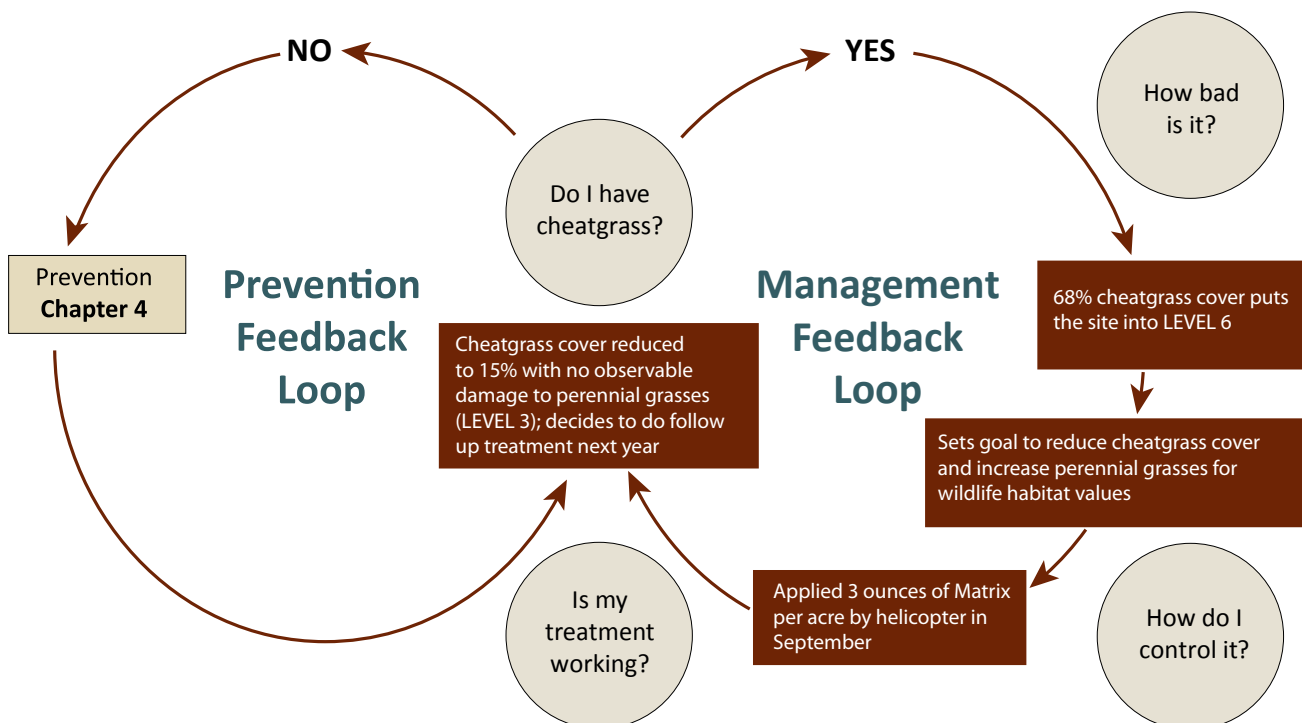 NO
YES
How bad
is it?
Do I have
cheatgrass?
Prevention
Chapter 4
Prevention
Feedback
Loop
Management
Feedback
Loop
68% cheatgrass cover puts
the site into LEVEL 6
Cheatgrass cover reduced
to 15% with no observable
damage to perennial grasses
(LEVEL 3); decides to do follow
up treatment next year
Sets goal to reduce cheatgrass cover
and increase perennial grasses for
wildlife habitat values
Is my
treatment
working?
Applied 3 ounces of Matrix
per acre by helicopter in
September
How do I
control it?